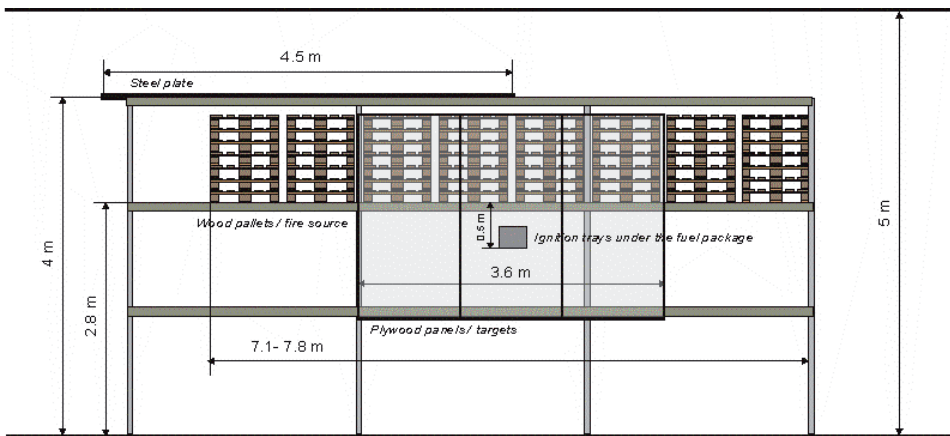 4.5 m
Steel plate
Wood pallets / fire source
0.5 m
Ignition trays under the fuel package
5 m
4 m
2.8 m
3.6 m
Plywood panels / targets
7.1- 7.8 m